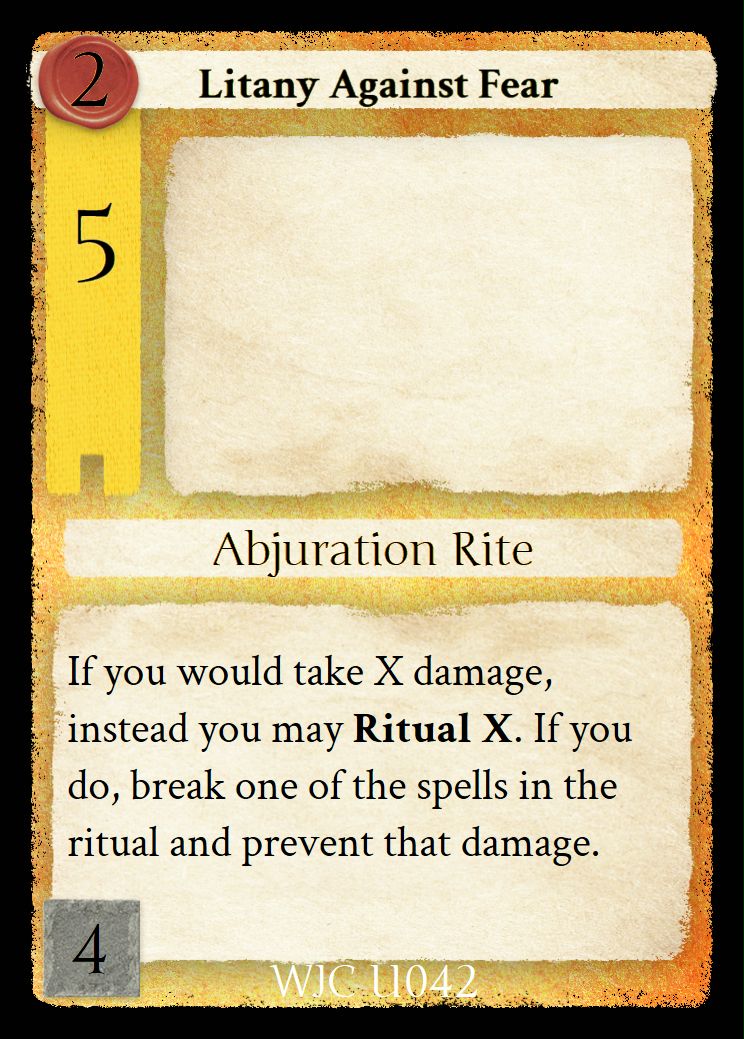 2
Litany Against Fear
5
Abjuration Rite
If you would take X damage,
instead you may Ritual X. If you
do, break one of the spells in the
ritual and prevent that damage.
4
WJC U042